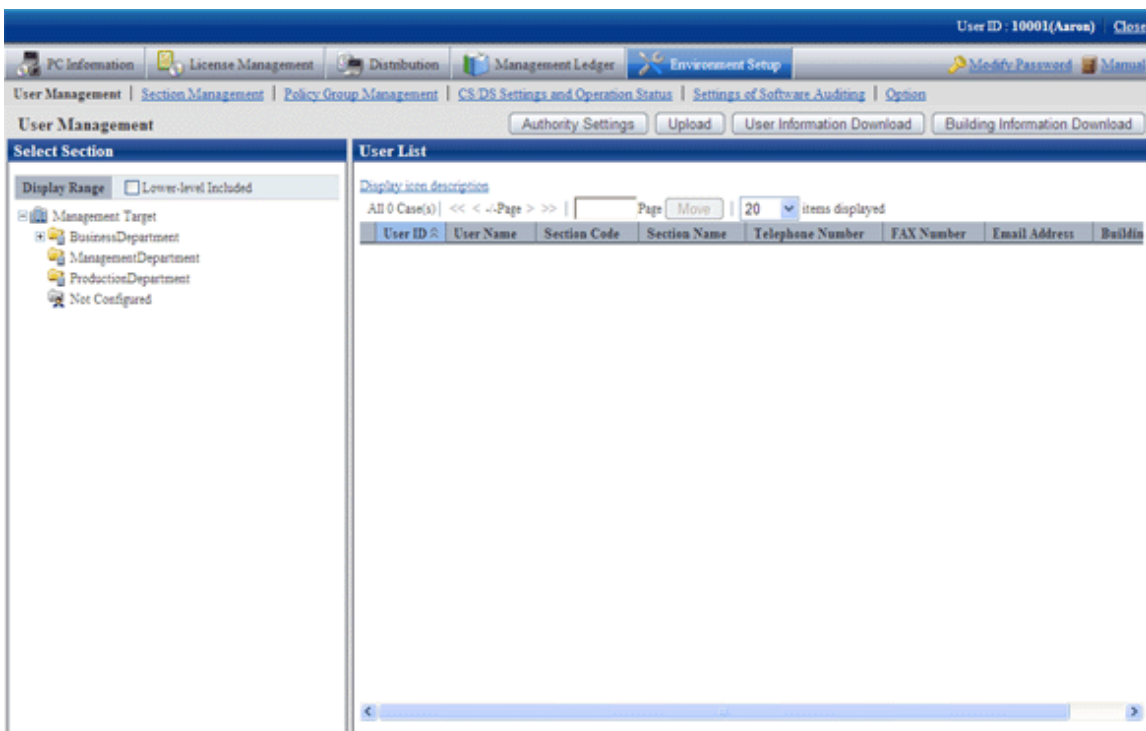 User ID : 10001(Aaron) Close
PC Information License Management Distribution Management Ledger Environment Setup Modify Password Manual
User Management | Section Management | Policy Group Management | CS/DS Settings and Operation Status | Settings of Software Auditing | Option
User Management Authority Settings Upload User Information Download Building Information Download
Select Section
Display Range Lower-level Included
Management Target
BusinessDepartment
ManagementDepartment
ProductionDepartment
Not Configured
User List
Display icon description
All 0 Case(s) | << < -/-Page > >> | Page Move | 20 items displayed
User ID User Name Section Code Section Name Telephone Number FAX Number Email Address Buildin